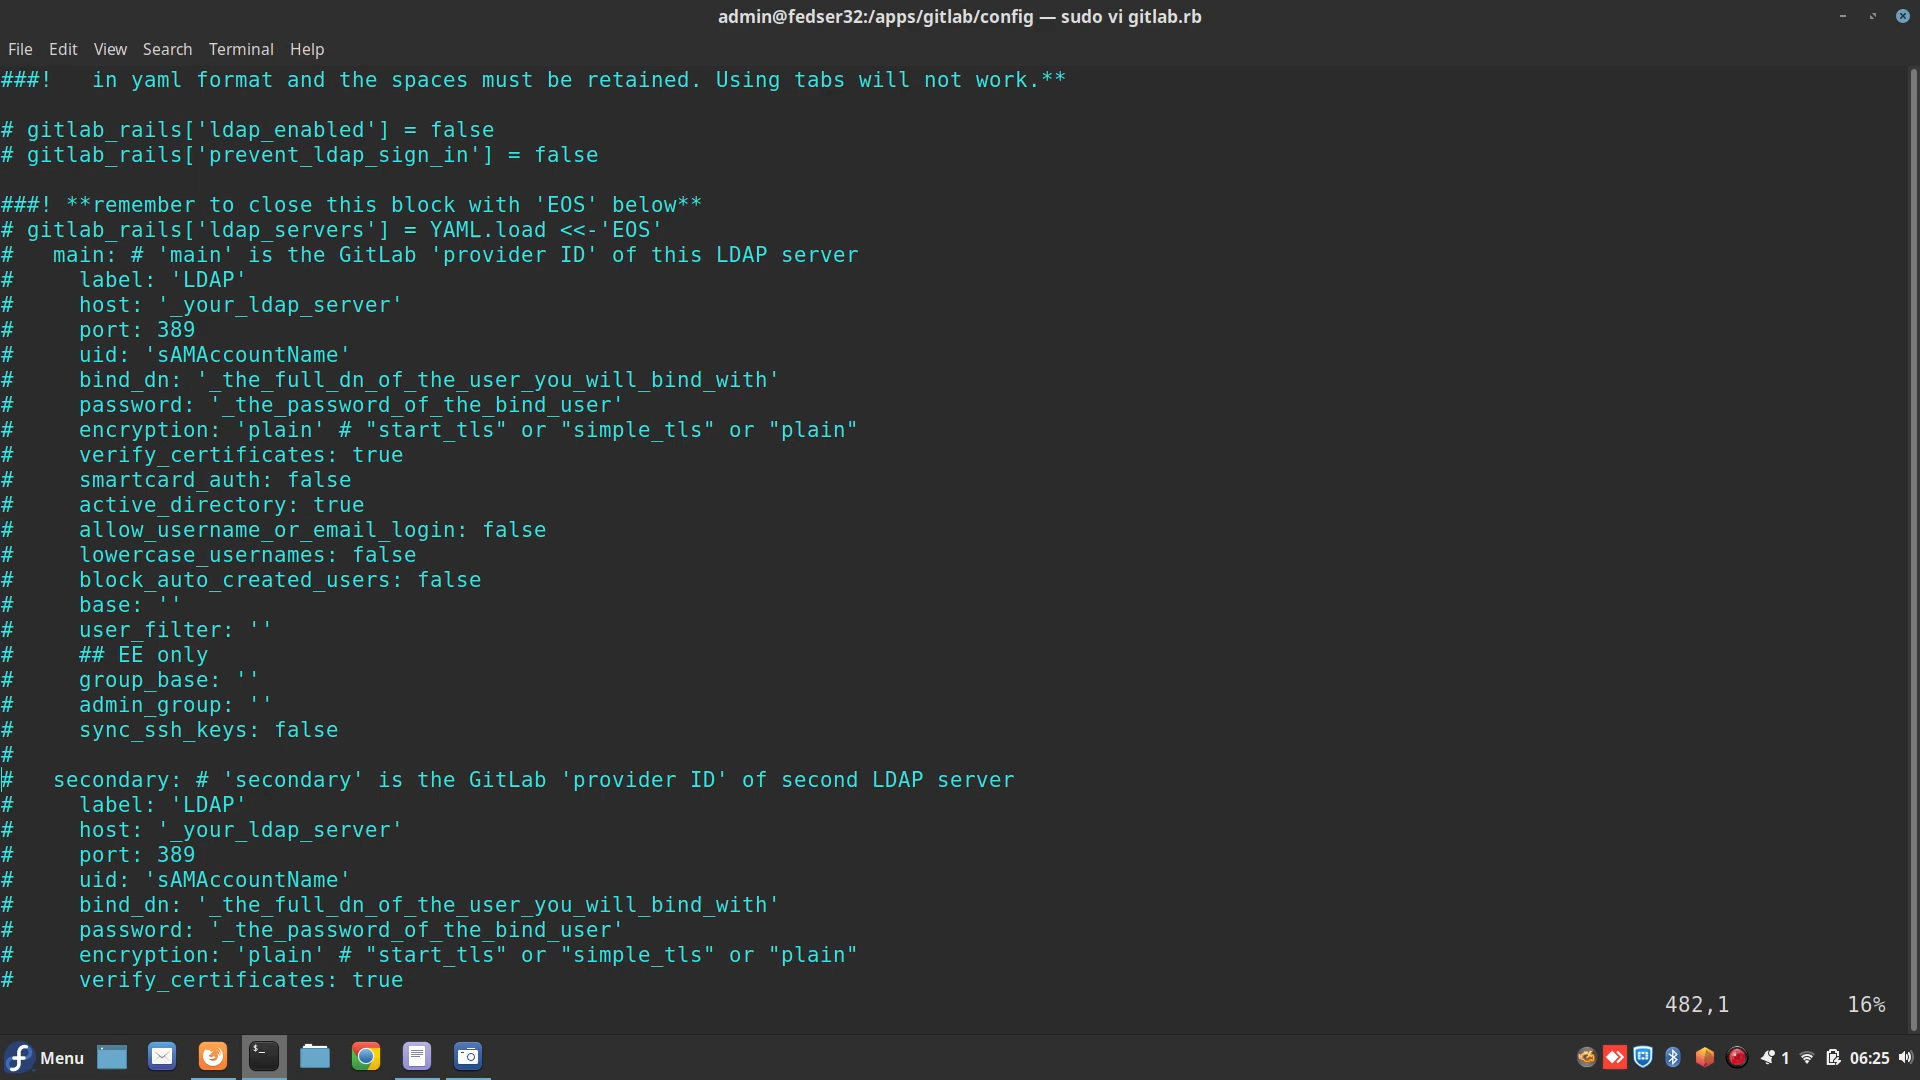 admin@fedser32:/apps/gitlab/config — sudo vi gitlab.rb
File Edit View Search Terminal Help
###!   in yaml format and the spaces must be retained. Using tabs will not work.**
# gitlab_rails['ldap_enabled'] = false
# gitlab_rails['prevent_ldap_sign_in'] = false
###! **remember to close this block with 'EOS' below**
# gitlab_rails['ldap_servers'] = YAML.load <<-'EOS'
#   main: # 'main' is the GitLab 'provider ID' of this LDAP server
#     label: 'LDAP'
#     host: '_your_ldap_server'
#     port: 389
#     uid: 'sAMAccountName'
#     bind_dn: '_the_full_dn_of_the_user_you_will_bind_with'
#     password: '_the_password_of_the_bind_user'
#     encryption: 'plain' # "start_tls" or "simple_tls" or "plain"
#     verify_certificates: true
#     smartcard_auth: false
#     active_directory: true
#     allow_username_or_email_login: false
#     lowercase_usernames: false
#     block_auto_created_users: false
#     base: ''
#     user_filter: ''
#     ## EE only
#     group_base: ''
#     admin_group: ''
#     sync_ssh_keys: false
#
#   secondary: # 'secondary' is the GitLab 'provider ID' of second LDAP server
#     label: 'LDAP'
#     host: '_your_ldap_server'
#     port: 389
#     uid: 'sAMAccountName'
#     bind_dn: '_the_full_dn_of_the_user_you_will_bind_with'
#     password: '_the_password_of_the_bind_user'
#     encryption: 'plain' # "start_tls" or "simple_tls" or "plain"
#     verify_certificates: true
482,1 16%
Menu 1 06:25